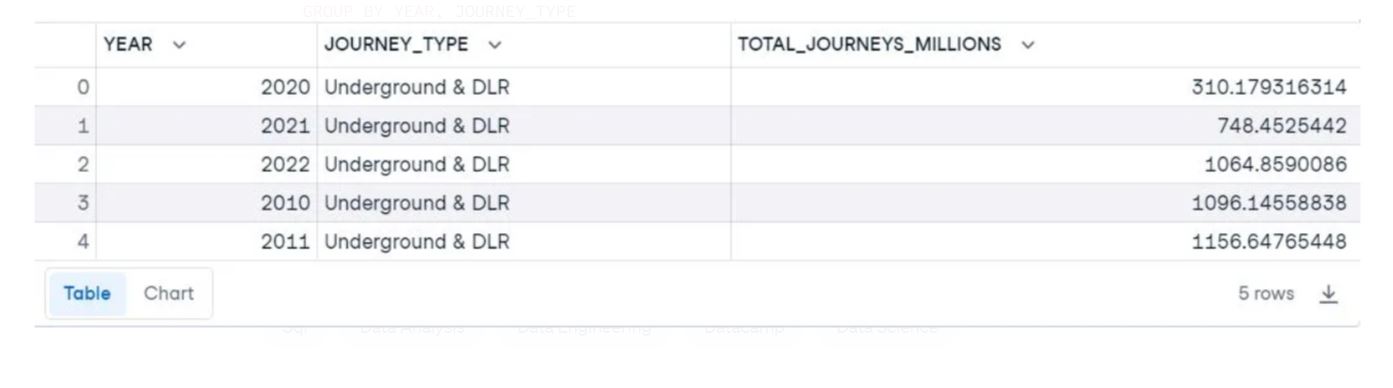 GROUP BY YEAR, JOURNEY_TYPE
YEAR JOURNEY_TYPE TOTAL_JOURNEYS_MILLIONS
0 2020 Underground & DLR 310.179316314
1 2021 Underground & DLR 748.4525442
2 2022 Underground & DLR 1064.8590086
3 2010 Underground & DLR 1096.14558838
4 2011 Underground & DLR 1156.64765448
Table Chart 5 rows
Sql Data Analysis Data Engineering Datacamp Data Science